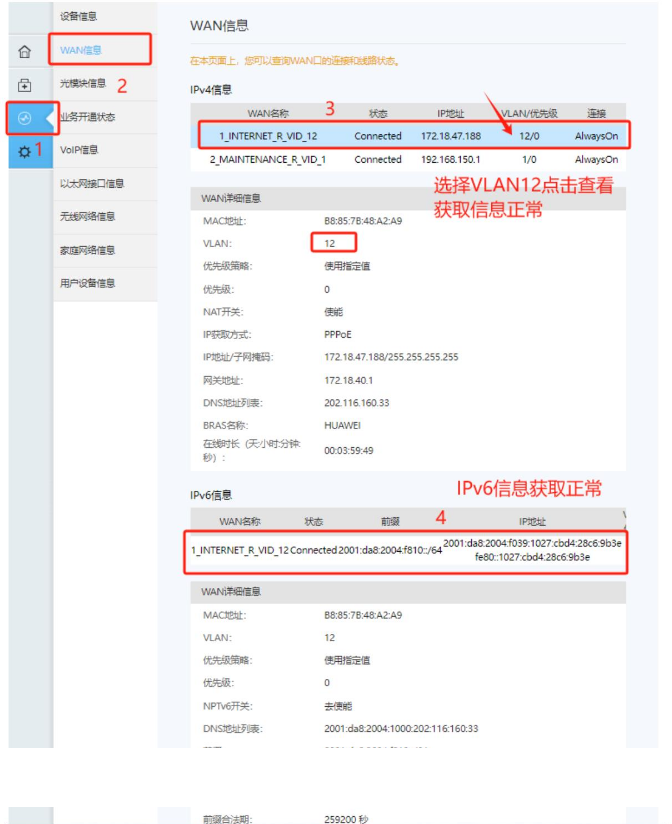 设备信息
WAN信息
光模块信息 2
业务开通状态
1
VoIP信息
以太网接口信息
无线网络信息
家庭网络信息
用户设备信息
WAN信息
在本页面上，您可以查询WAN口的连接和线路状态。
IPv4信息
WAN名称 3 状态 IP地址 VLAN/优先级 连接
1_INTERNET_R_VID_12 Connected 172.18.47.188 12/0 AlwaysOn
2_MAINTENANCE_R_VID_1 Connected 192.168.150.1 1/0 AlwaysOn
选择VLAN12点击查看
获取信息正常
WAN详细信息
MAC地址: B8:85:7B:48:A2:A9
VLAN: 12
优先级策略: 使用指定值
优先级: 0
NAT开关: 使能
IP获取方式: PPPoE
IP地址/子网掩码: 172.18.47.188/255.255.255.255
网关地址: 172.18.40.1
DNS地址列表: 202.116.160.33
BRAS名称: HUAWEI
在线时长（天:小时:分钟:
秒）: 00:03:59:49
IPv6信息获取正常
IPv6信息
WAN名称 状态 前缀 4 IP地址
1_INTERNET_R_VID_12 Connected 2001:da8:2004:f810::/64 2001:da8:2004:f039:1027:cbd4:28c6:9b3e
fe80::1027:cbd4:28c6:9b3e
WAN详细信息
MAC地址: B8:85:7B:48:A2:A9
VLAN: 12
优先级策略: 使用指定值
优先级: 0
NPTv6开关: 去使能
DNS地址列表: 2001:da8:2004:1000:202:116:160:33
前缀合法期: 259200 秒